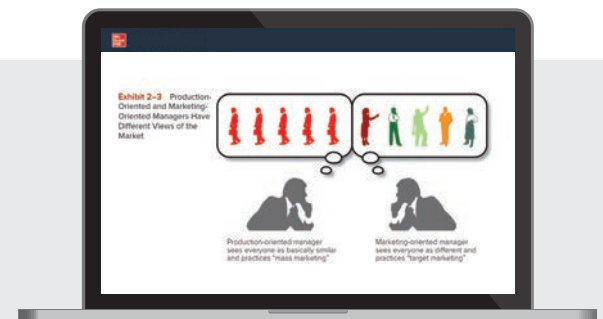 Exhibit 2–3 Production-
Oriented and Marketing-
Oriented Managers Have
Different Views of the
Market
Production-oriented manager
sees everyone as basically similar
and practices "mass marketing"
Marketing-oriented manager
sees everyone as different and
practices "target marketing"